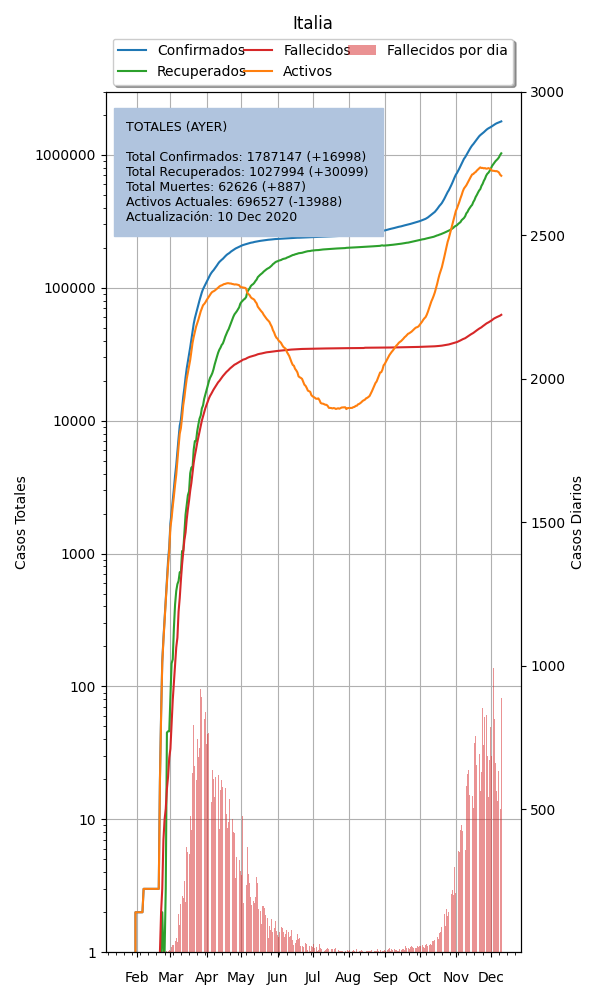 Italia
Confirmados
Fallecidos
Fallecidos por dia
Recuperados
Activos
TOTALES (AYER)
Total Confirmados: 1787147 (+16998)
Total Recuperados: 1027994 (+30099)
Total Muertes: 62626 (+887)
Activos Actuales: 696527 (-13988)
Actualización: 10 Dec 2020
1000000
100000
10000
1000
100
10
1
Casos Totales
3000
2500
2000
1500
1000
500
Casos Diarios
Feb Mar Apr May Jun Jul Aug Sep Oct Nov Dec